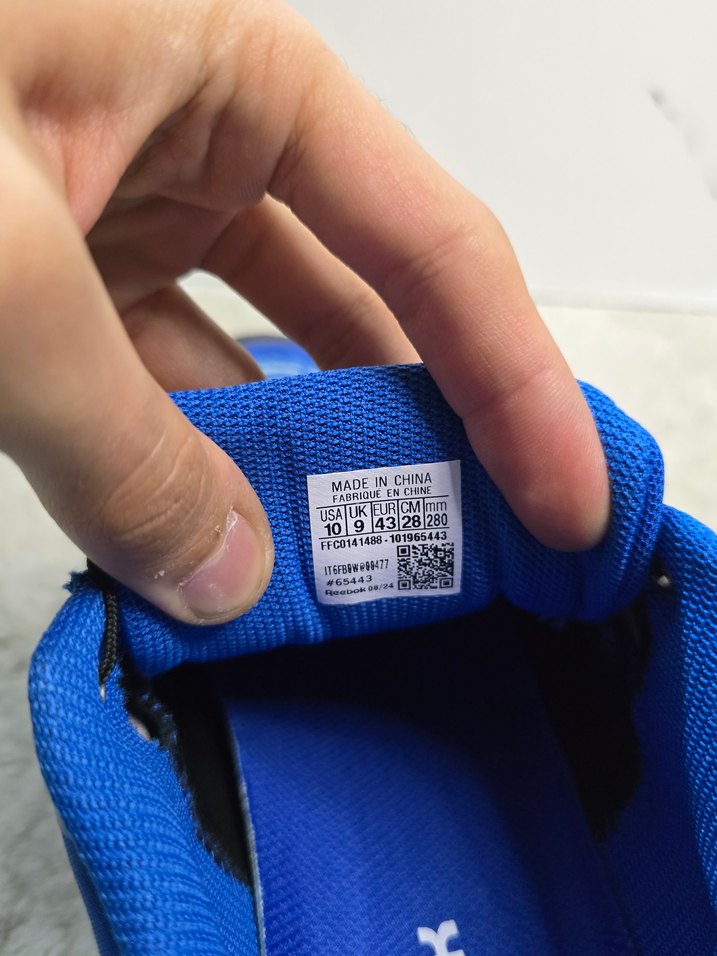 MADE IN CHINA
FABRIQUE EN CHINE
USA UK EUR CM mm
10 9 43 28 280
FFC0141488-101965443
#65443
Reebok 08/24